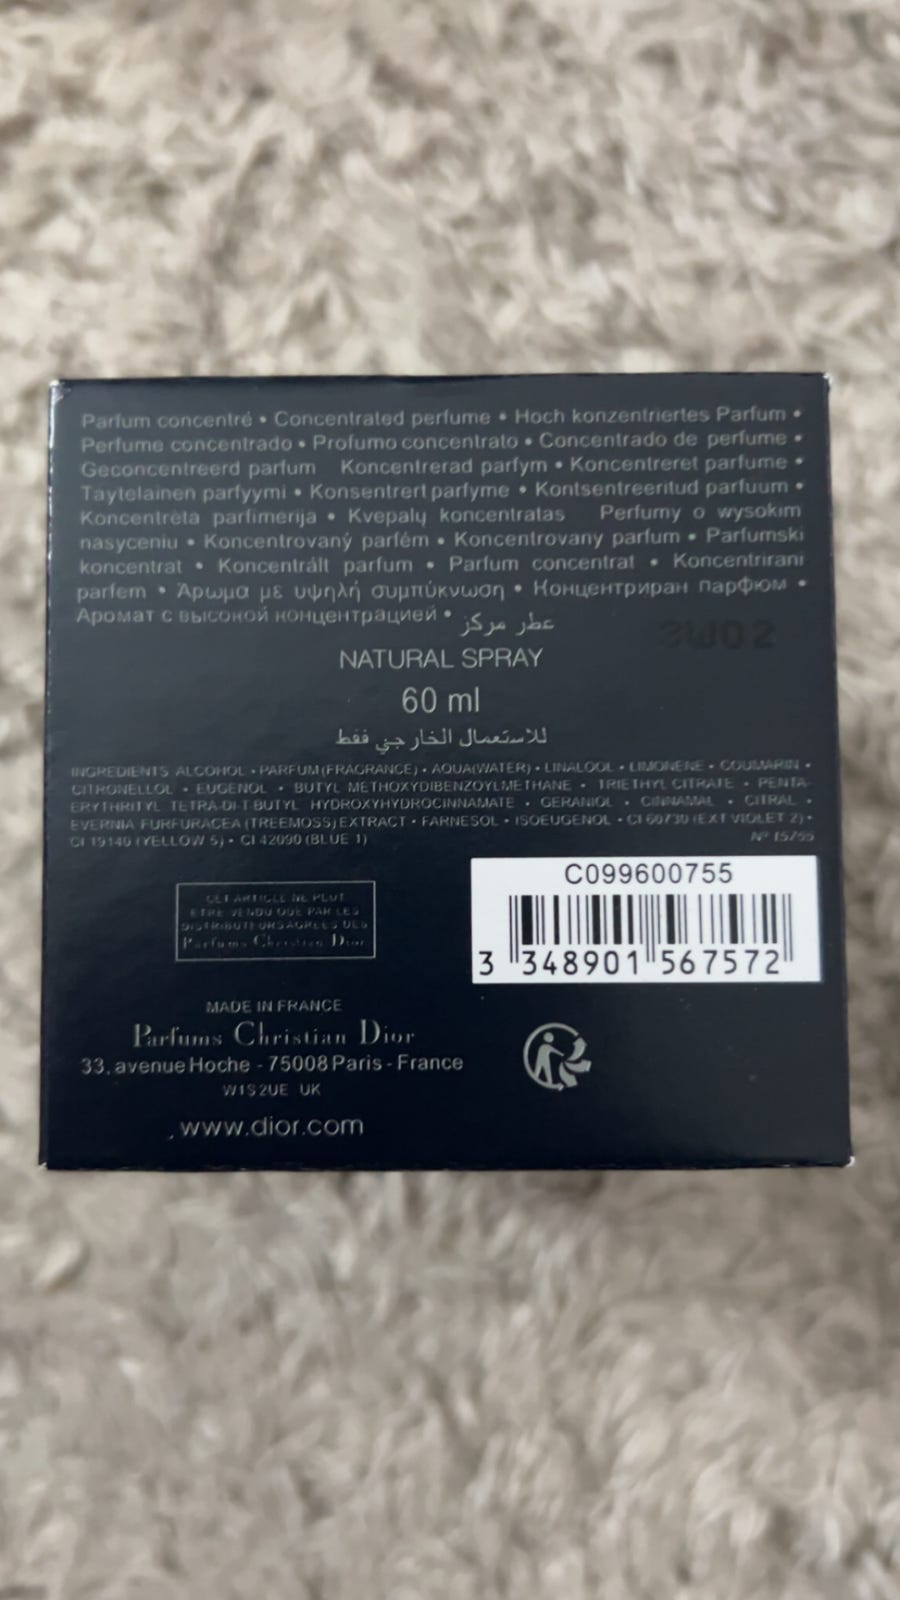 Parfum concentré • Concentrated perfume • Hoch konzentriertes Parfum •
Perfume concentrado • Profumo concentrato • Concentrado de perfume •
Geconcentreerd parfum Koncentrerad parfym • Koncentreret parfume •
Taytelainen parfyymi • Konsentrert parfyme • Kontsentreeritud parfuum •
Koncentrēta parfimērija • Kvepalų koncentratas Perfumy o wysokim
nasyceniu • Koncentrovaný parfém • Koncentrovany parfum • Parfumski
koncentrat • Koncentrált parfum • Parfum concentrat • Koncentrirani
parfem • Άρωμα με υψηλή συμπύκνωση • Концентриран парфюм •
Аромат с высокой концентрацией • عطر مركز
3W02
NATURAL SPRAY
60 ml
للاستعمال الخارجي فقط
INGREDIENTS ALCOHOL • PARFUM (FRAGRANCE) • AQUA (WATER) • LINALOOL • LIMONENE • COUMARIN •
CITRONELLOL • EUGENOL • BUTYL METHOXYDIBENZOYLMETHANE • TRIETHYL CITRATE • PENTA-
ERYTHRITYL TETRA-DI-T-BUTYL HYDROXYHYDROCINNAMATE • GERANIOL • CINNAMAL • CITRAL •
EVERNIA FURFURACEA (TREEMOSS) EXTRACT • FARNESOL • ISOEUGENOL • CI 60730 (EXT VIOLET 2) •
CI 19140 (YELLOW 5) • CI 42090 (BLUE 1) N° 15755
C099600755
3 348901 567572
CET ARTICLE NE PEUT
ETRE VENDU QUE PAR LES
DISTRIBUTEURS AGREES DES
Parfums Christian Dior
MADE IN FRANCE
Parfums Christian Dior
33, avenue Hoche - 75008 Paris - France
W1S2UE UK
www.dior.com